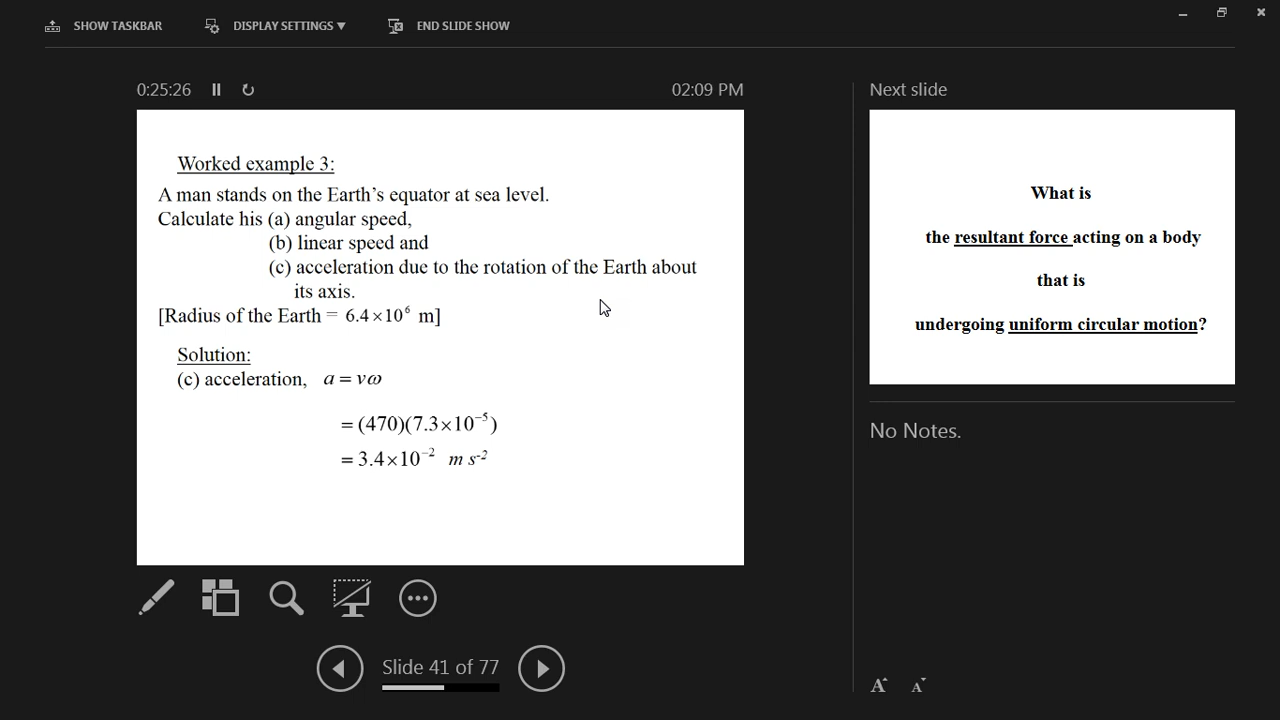 SHOW TASKBAR DISPLAY SETTINGS ▼ END SLIDE SHOW
0:25:26 02:09 PM
Worked example 3:
A man stands on the Earth’s equator at sea level.
Calculate his (a) angular speed,
(b) linear speed and
(c) acceleration due to the rotation of the Earth about
its axis.
[Radius of the Earth = 6.4×10⁶ m]
Solution:
(c) acceleration, a = vω
= (470)(7.3×10⁻⁵)
= 3.4×10⁻² m s⁻²
Slide 41 of 77
Next slide
What is
the resultant force acting on a body
that is
undergoing uniform circular motion?
No Notes.
A A